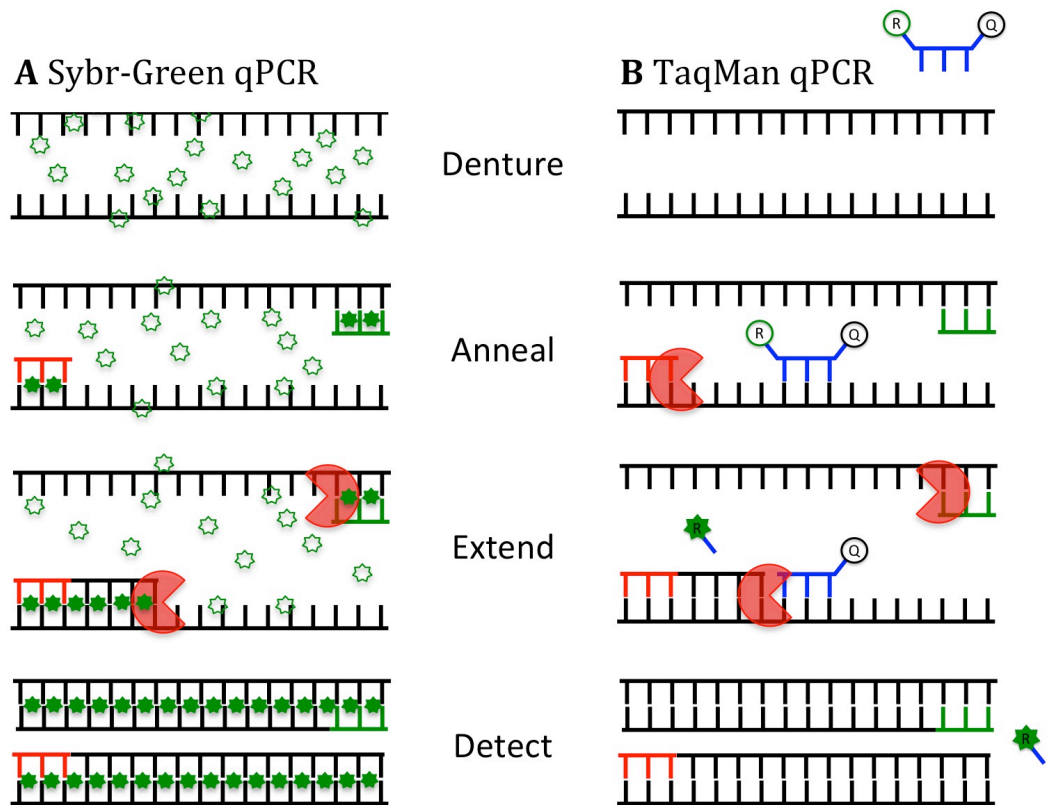 R Q
A Sybr-Green qPCR
B TaqMan qPCR
Denture
Anneal
R Q
Extend
R
Q
Detect
R